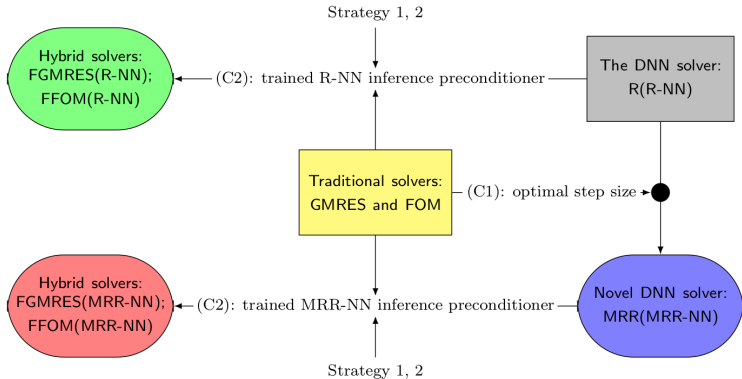 Strategy 1, 2
Hybrid solvers:
FGMRES(R-NN);
FFOM(R-NN)
(C2): trained R-NN inference preconditioner
The DNN solver:
R(R-NN)
Traditional solvers:
GMRES and FOM
(C1): optimal step size
Hybrid solvers:
FGMRES(MRR-NN);
FFOM(MRR-NN)
(C2): trained MRR-NN inference preconditioner
Novel DNN solver:
MRR(MRR-NN)
Strategy 1, 2